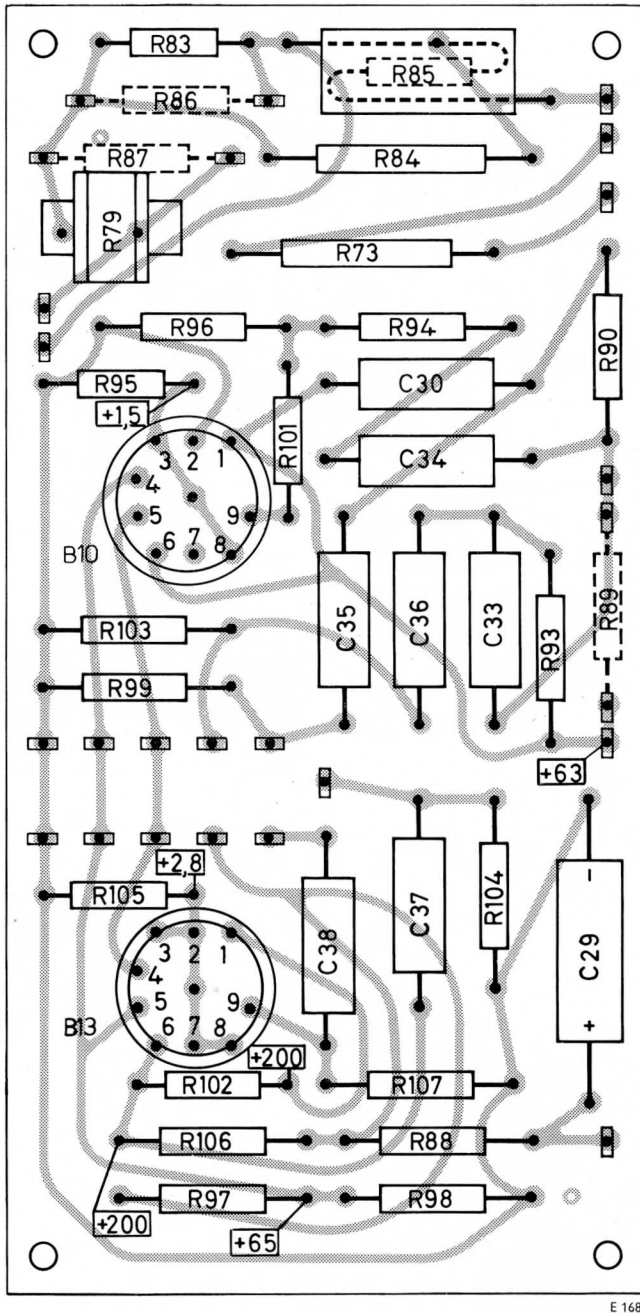 R83
R85
R86
R87
R84
R79
R73
R96
R94
R90
R95
C30
+1,5
R101
C34
3 2 1
4
5
9
6 7 8
B10
R89
C35
C36
C33
R93
R103
R99
+63
+2,8
R105
R104
C37
C38
C29
-
+
3 2 1
4
5
9
6 7 8
B13
+200
R102
R107
R106
R88
R97
R98
+200
+65
E 168